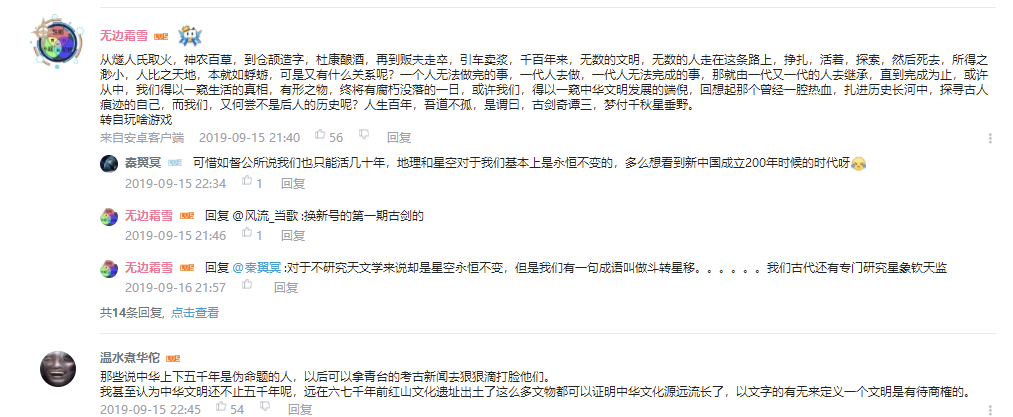 无边霜雪
从燧人氏取火，神农百草，到仓颉造字，杜康酿酒，再到贩夫走卒，引车卖浆，千百年来，无数的文明，无数的人走在这条路上，挣扎，活着，探索，然后死去，所得之
渺小，人比之天地，本就如蜉蝣，可是又有什么关系呢？一个人无法做完的事，一代人去做，一代人无法完成的事，那就由一代又一代的人去继承，直到完成为止，或许
从中，我们得以一窥生活的真相，有形之物，终将有腐朽没落的一日，或许我们，得以一窥中华文明发展的端倪，回想起那个曾经一腔热血，扎进历史长河中，探寻古人
痕迹的自己，而我们，又何尝不是后人的历史呢？人生百年，吾道不孤，是谓曰，古剑奇谭三，梦付千秋星垂野。
转自玩啥游戏
来自安卓客户端 2019-09-15 21:40 56 回复
秦翼冥 可惜如督公所说我们也只能活几十年，地理和星空对于我们基本上是永恒不变的，多么想看到新中国成立200年时候的时代呀
2019-09-15 22:34 1 回复
无边霜雪 回复 @风流_当歌 :换新号的第一期古剑的
2019-09-15 21:46 1 回复
无边霜雪 回复 @秦翼冥 :对于不研究天文学来说却是星空永恒不变，但是我们有一句成语叫做斗转星移。。。。。。我们古代还有专门研究星象钦天监
2019-09-16 21:57 回复
共14条回复, 点击查看
温水煮华佗
那些说中华上下五千年是伪命题的人，以后可以拿青台的考古新闻去狠狠滴打脸他们。
我甚至认为中华文明还不止五千年呢，远在六七千年前红山文化遗址出土了这么多文物都可以证明中华文化源远流长了，以文字的有无来定义一个文明是有待商榷的。
2019-09-15 22:45 54 回复